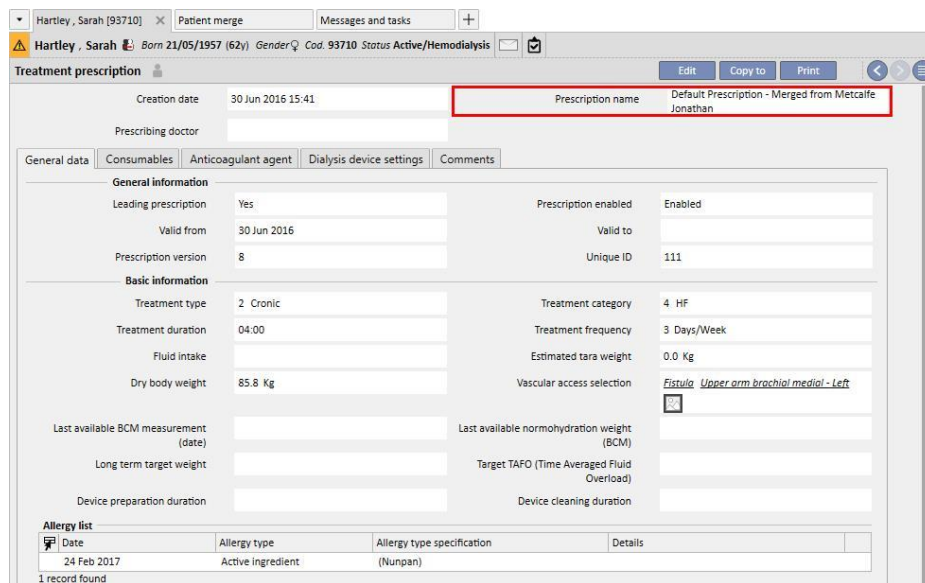 Hartley , Sarah [93710] Patient merge Messages and tasks
Hartley , Sarah Born 21/05/1957 (62y) Gender Cod. 93710 Status Active/Hemodialysis
Treatment prescription Edit Copy to Print
Creation date 30 Jun 2016 15:41 Prescription name Default Prescription - Merged from Metcalfe
Jonathan
Prescribing doctor
General data Consumables Anticoagulant agent Dialysis device settings Comments
General information
Leading prescription Yes Prescription enabled Enabled
Valid from 30 Jun 2016 Valid to
Prescription version 8 Unique ID 111
Basic information
Treatment type 2 Cronic Treatment category 4 HF
Treatment duration 04:00 Treatment frequency 3 Days/Week
Fluid intake Estimated tara weight 0.0 Kg
Dry body weight 85.8 Kg Vascular access selection Fistula Upper arm brachial medial - Left
Last available BCM measurement Last available normohydration weight
(date) (BCM)
Long term target weight Target TAFO (Time Averaged Fluid
Overload)
Device preparation duration Device cleaning duration
Allergy list
Date Allergy type Allergy type specification Details
24 Feb 2017 Active ingredient (Nunpan)
1 record found